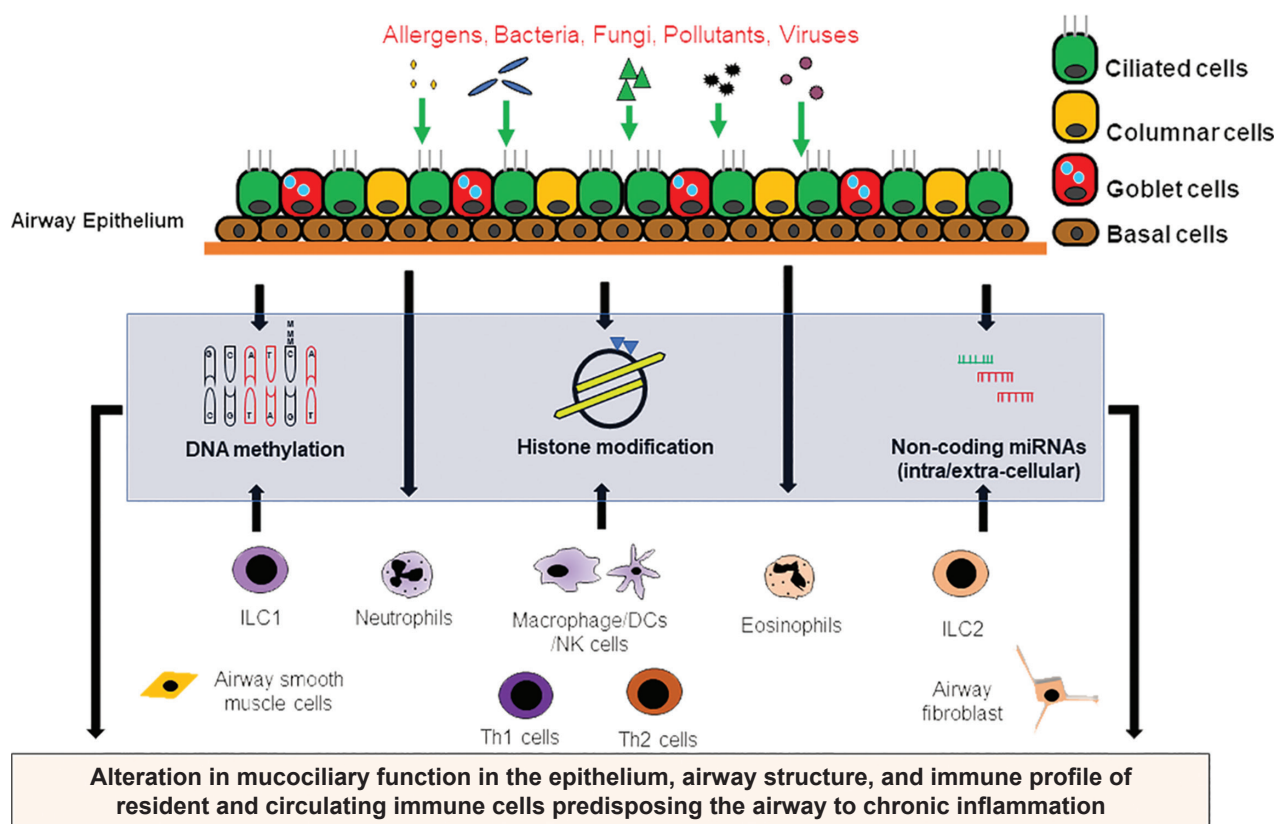 Allergens, Bacteria, Fungi, Pollutants, Viruses
Ciliated cells
Columnar cells
Goblet cells
Basal cells
Airway Epithelium
M
M
M
G C A T C A
C G T A G T
DNA methylation
Histone modification
Non-coding miRNAs
(intra/extra-cellular)
ILC1
Neutrophils
Macrophage/DCs
/NK cells
Eosinophils
ILC2
Airway smooth
muscle cells
Th1 cells
Th2 cells
Airway
fibroblast
Alteration in mucociliary function in the epithelium, airway structure, and immune profile of
resident and circulating immune cells predisposing the airway to chronic inflammation